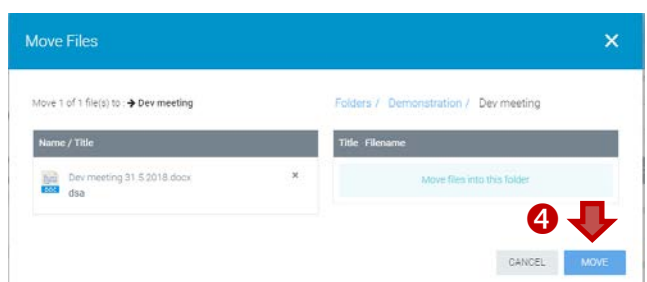 Move Files
Move 1 of 1 file(s) to : → Dev meeting
Folders / Demonstration / Dev meeting
Name / Title
Title Filename
Dev meeting 31.5.2018.docx
dsa
DOC
Move files into this folder
4
CANCEL MOVE